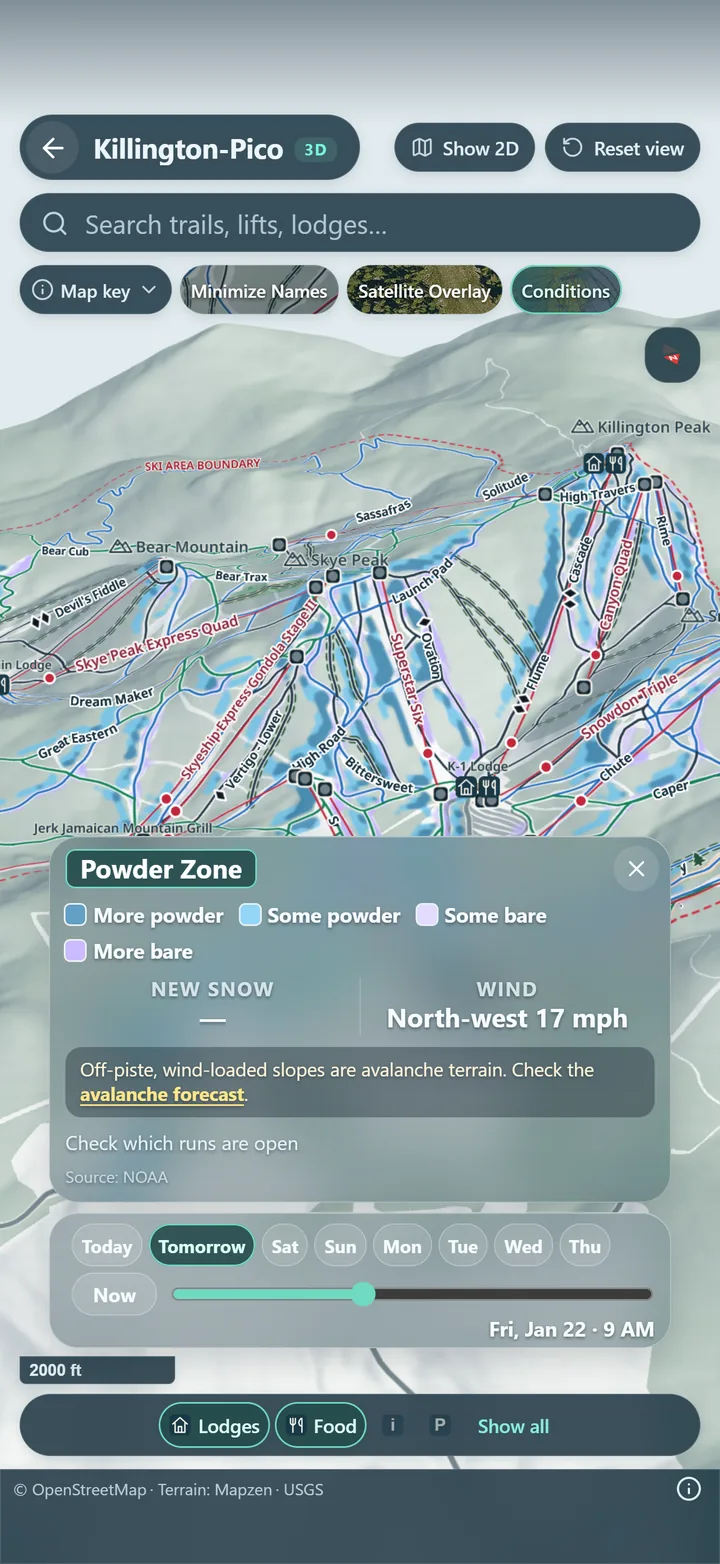 Killington-Pico 3D
Show 2D
Reset view
Search trails, lifts, lodges...
Map key
Minimize Names
Satellite Overlay
Conditions
Killington Peak
SKI AREA BOUNDARY
Solitude
High Travers
Sassafras
Rime
Bear Cub
Bear Mountain
Skye Peak
Cascade
Canyon Quad
Bear Trax
Launch Pad
Devil's Fiddle
Skye Peak Express Quad
Ovation
in Lodge
Skyeship Express Gondola Stage II
Superstar Six
Flume
Dream Maker
Snowdon Triple
Great Eastern
Vertigo - Lower
High Road
Bittersweet
K-1 Lodge
Chute
Caper
Jerk Jamaican Mountain Grill
Powder Zone
More powder
Some powder
Some bare
More bare
NEW SNOW
WIND
—
North-west 17 mph
Off-piste, wind-loaded slopes are avalanche terrain. Check the
avalanche forecast.
Check which runs are open
Source: NOAA
Today
Tomorrow
Sat
Sun
Mon
Tue
Wed
Thu
Now
Fri, Jan 22 · 9 AM
2000 ft
Lodges
Food
i
P
Show all
© OpenStreetMap · Terrain: Mapzen · USGS